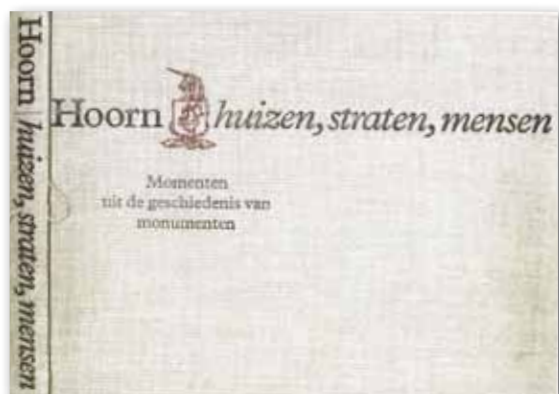 Hoorn huizen, straten, mensen
Hoorn huizen, straten, mensen
Momenten
uit de geschiedenis van
monumenten